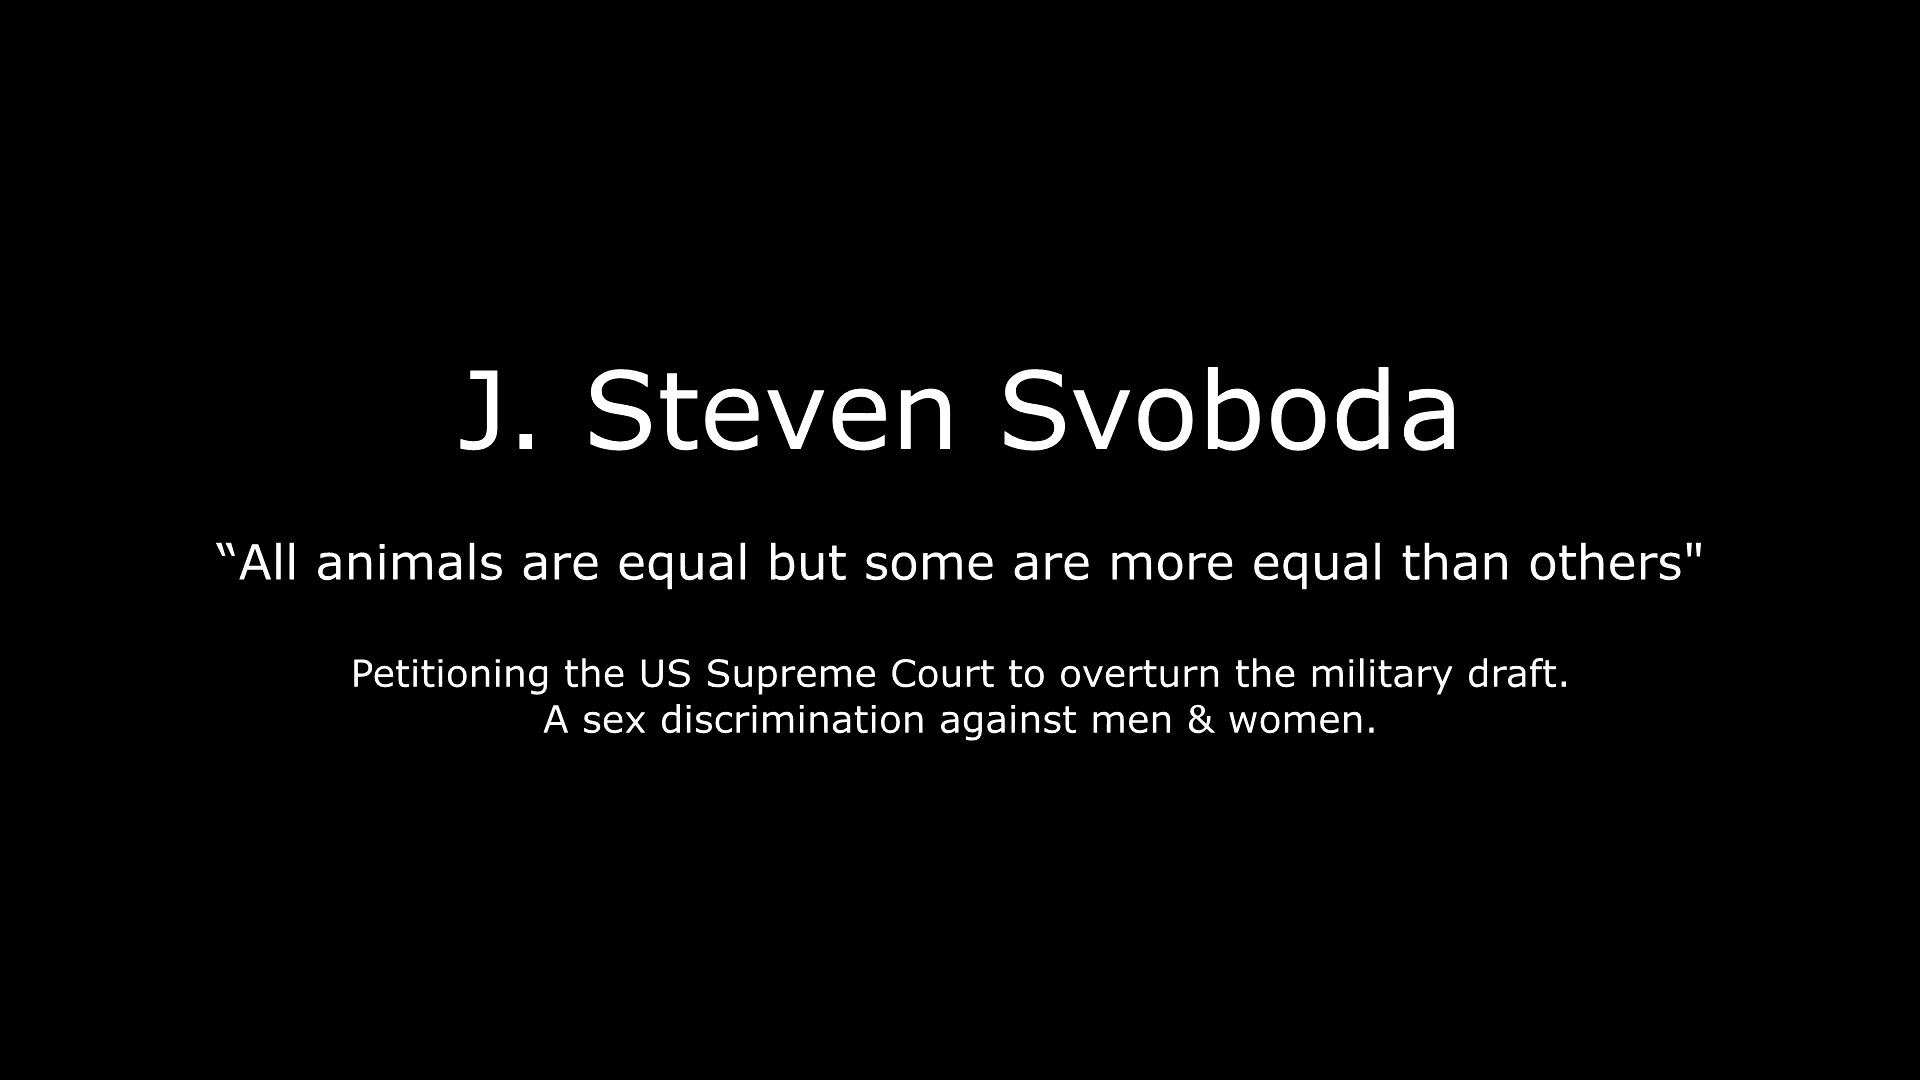 J. Steven Svoboda
“All animals are equal but some are more equal than others"
Petitioning the US Supreme Court to overturn the military draft.
A sex discrimination against men & women.